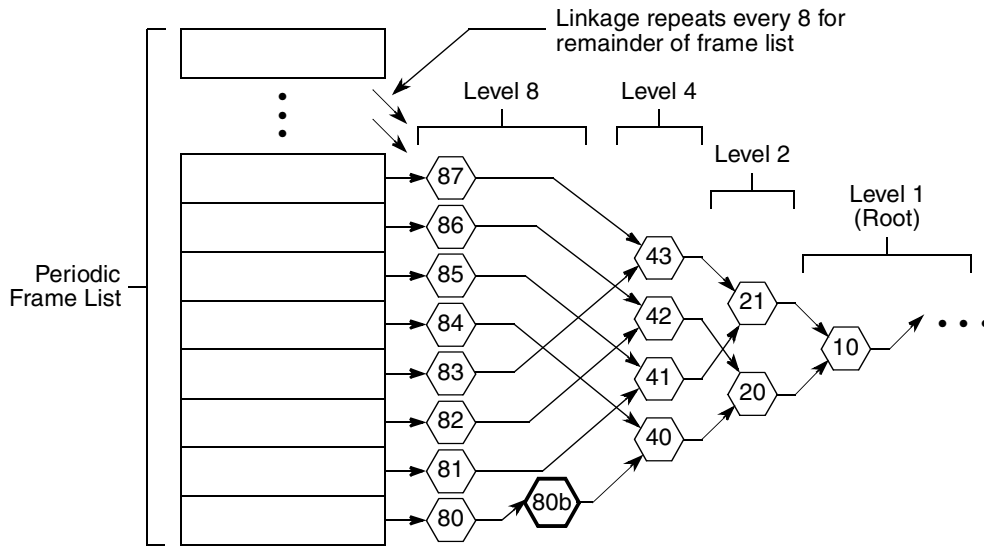 Linkage repeats every 8 for
remainder of frame list
Level 8
Level 4
Level 2
Level 1
(Root)
Periodic
Frame List
87
86
85
84
83
82
81
80
80b
43
42
41
40
21
20
10